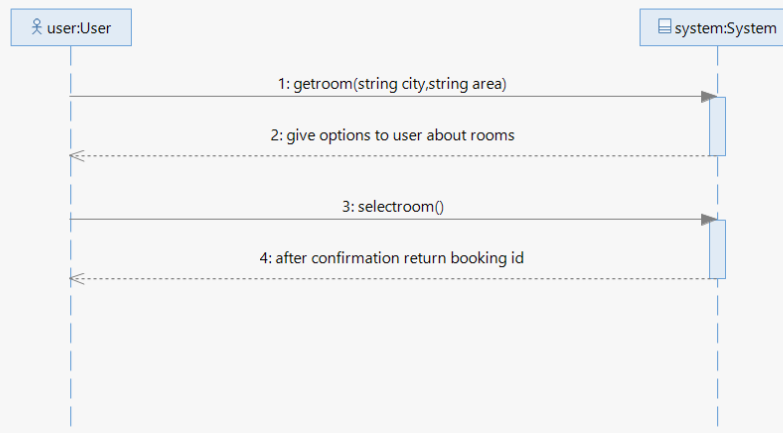 user:User
system:System
1: getroom(string city,string area)
2: give options to user about rooms
3: selectroom()
4: after confirmation return booking id